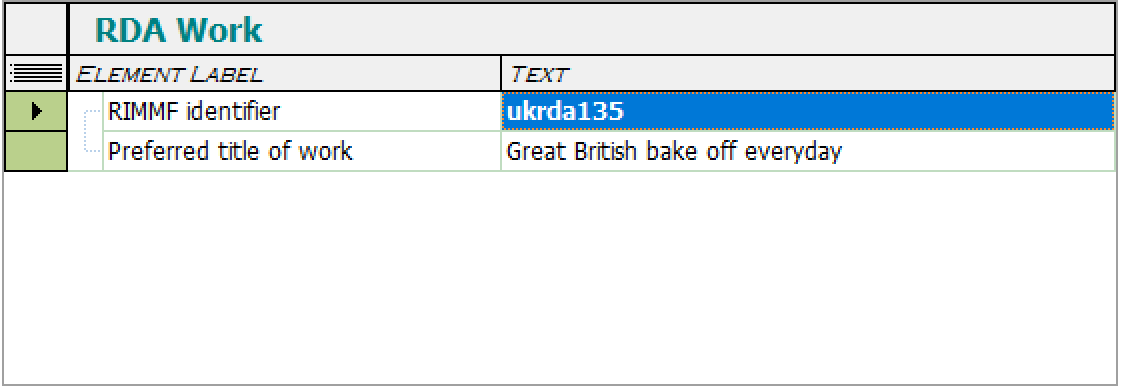 RDA Work
ELEMENT LABEL TEXT
RIMMF identifier ukrda135
Preferred title of work Great British bake off everyday